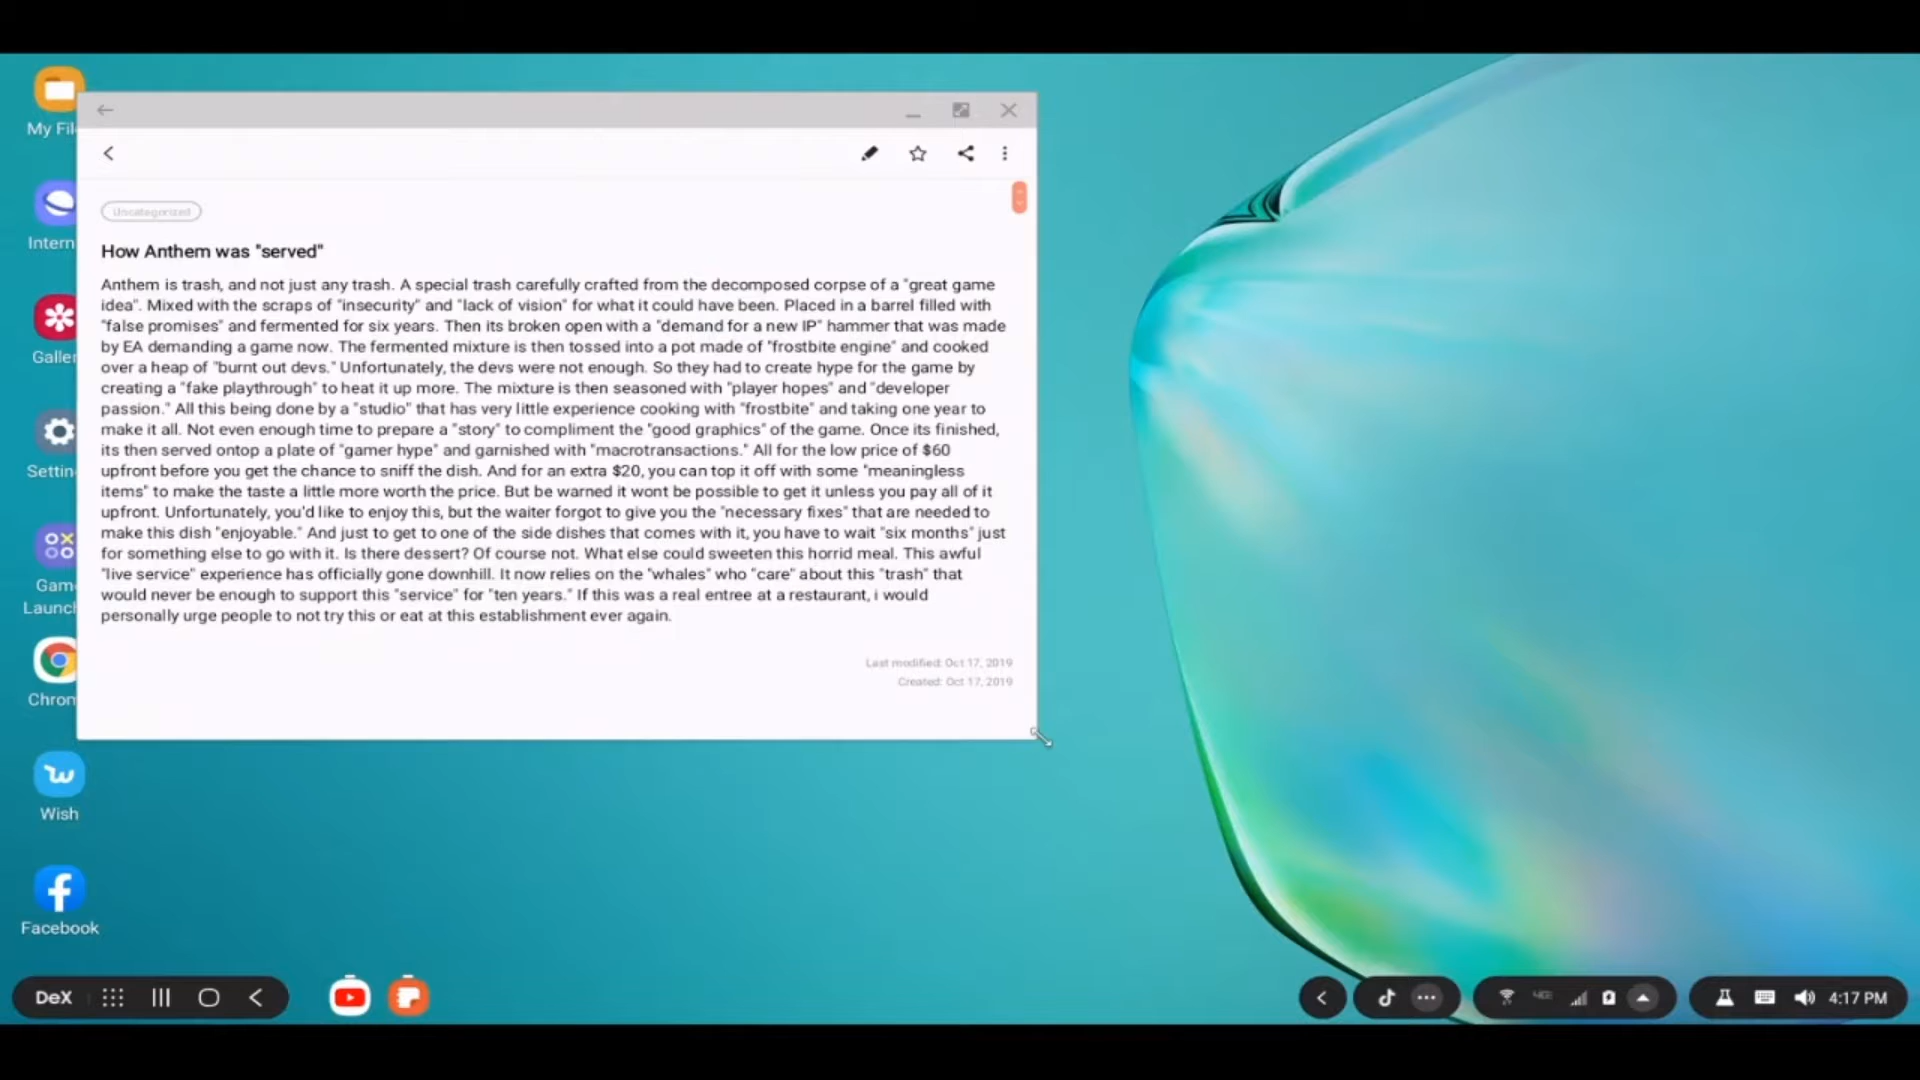 My Fil
Intern
Galler
Settin
Gam
Launch
Chrom
Wish
Facebook
Uncategorized
How Anthem was "served"
Anthem is trash, and not just any trash. A special trash carefully crafted from the decomposed corpse of a "great game
idea". Mixed with the scraps of "insecurity" and "lack of vision" for what it could have been. Placed in a barrel filled with
"false promises" and fermented for six years. Then its broken open with a "demand for a new IP" hammer that was made
by EA demanding a game now. The fermented mixture is then tossed into a pot made of "frostbite engine" and cooked
over a heap of "burnt out devs." Unfortunately, the devs were not enough. So they had to create hype for the game by
creating a "fake playthrough" to heat it up more. The mixture is then seasoned with "player hopes" and "developer
passion." All this being done by a "studio" that has very little experience cooking with "frostbite" and taking one year to
make it all. Not even enough time to prepare a "story" to compliment the "good graphics" of the game. Once its finished,
its then served ontop a plate of "gamer hype" and garnished with "macrotransactions." All for the low price of $60
upfront before you get the chance to sniff the dish. And for an extra $20, you can top it off with some "meaningless
items" to make the taste a little more worth the price. But be warned it wont be possible to get it unless you pay all of it
upfront. Unfortunately, you'd like to enjoy this, but the waiter forgot to give you the "necessary fixes" that are needed to
make this dish "enjoyable." And just to get to one of the side dishes that comes with it, you have to wait "six months" just
for something else to go with it. Is there dessert? Of course not. What else could sweeten this horrid meal. This awful
"live service" experience has officially gone downhill. It now relies on the "whales" who "care" about this "trash" that
would never be enough to support this "service" for "ten years." If this was a real entree at a restaurant, i would
personally urge people to not try this or eat at this establishment ever again.
Last modified: Oct 17, 2019
Created: Oct 17, 2019
DeX
4:17 PM